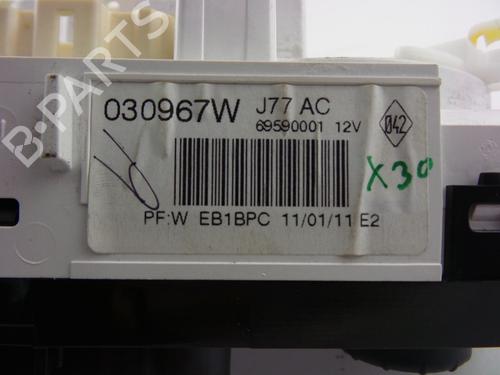 B-PARTS
030967W J77 AC
69590001 12V
042
X30
PF:W EB1BPC 11/01/11 E2